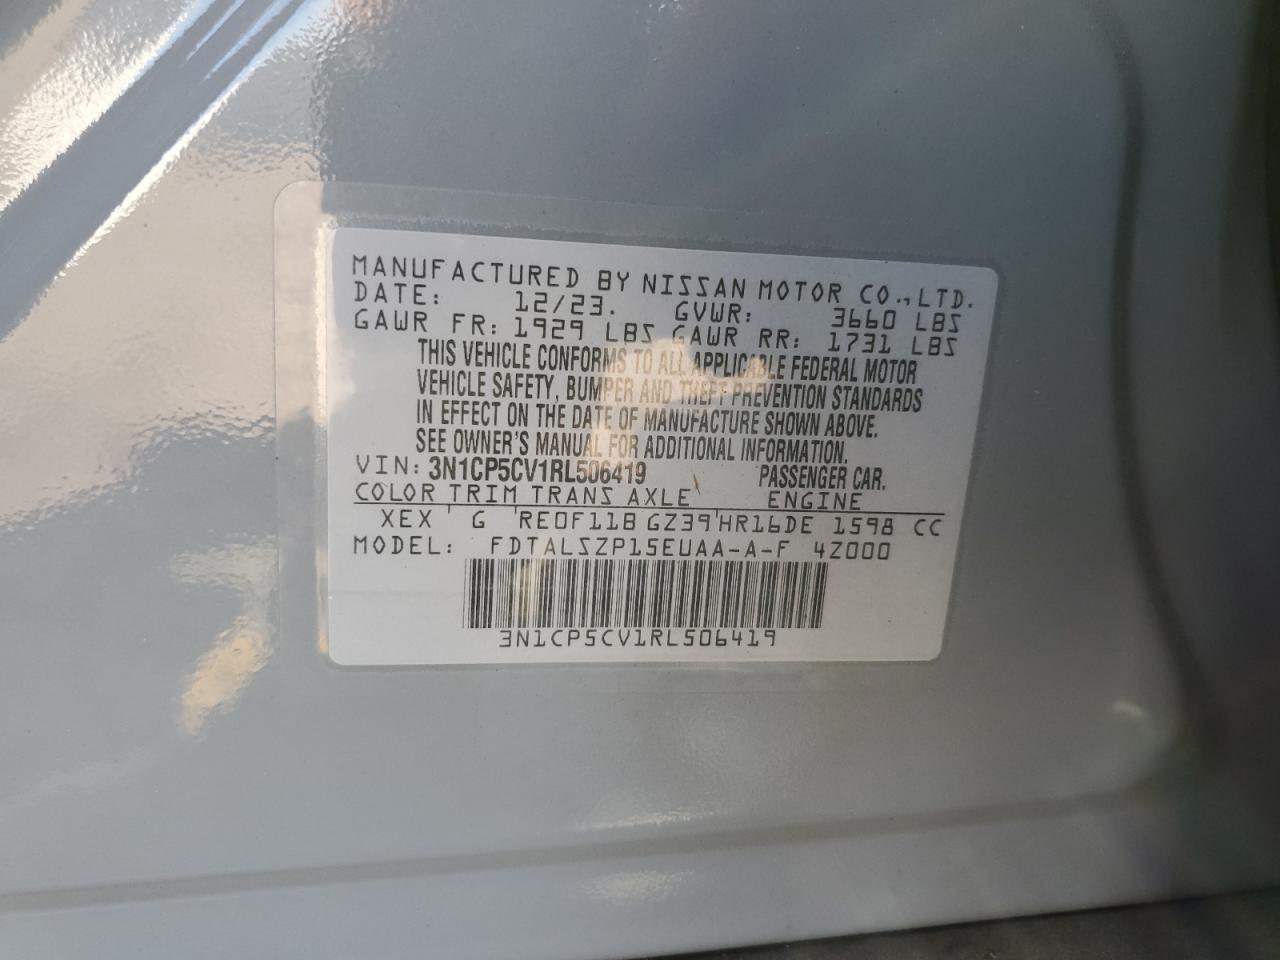 MANUFACTURED BY NISSAN MOTOR CO., LTD.
DATE: 12/23. GVWR: 3660 LBS
GAWR FR: 1929 LBS GAWR RR: 1731 LBS
THIS VEHICLE CONFORMS TO ALL APPLICABLE FEDERAL MOTOR
VEHICLE SAFETY, BUMPER AND THEFT PREVENTION STANDARDS
IN EFFECT ON THE DATE OF MANUFACTURE SHOWN ABOVE.
SEE OWNER'S MANUAL FOR ADDITIONAL INFORMATION.
VIN: 3N1CP5CV1RL506419 PASSENGER CAR.
COLOR TRIM TRANS AXLE ENGINE
XEX G RE0F11B GZ39 HR16DE 1598 CC
MODEL: FDTALSZP15EUAA-A-F 4Z000
3N1CP5CV1RL506419